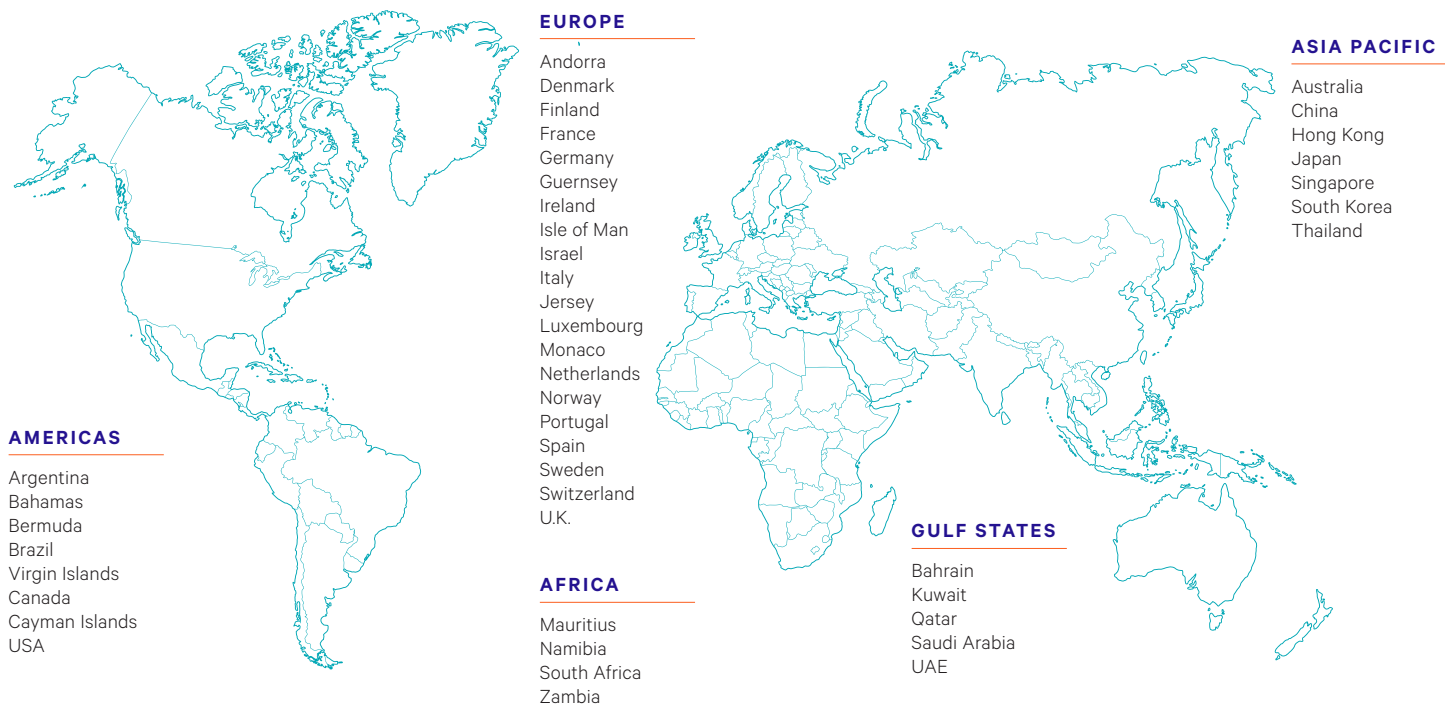 EUROPE
Andorra
Denmark
Finland
France
Germany
Guernsey
Ireland
Isle of Man
Israel
Italy
Jersey
Luxembourg
Monaco
Netherlands
Norway
Portugal
Spain
Sweden
Switzerland
U.K.
ASIA PACIFIC
Australia
China
Hong Kong
Japan
Singapore
South Korea
Thailand
AMERICAS
Argentina
Bahamas
Bermuda
Brazil
Virgin Islands
Canada
Cayman Islands
USA
AFRICA
Mauritius
Namibia
South Africa
Zambia
GULF STATES
Bahrain
Kuwait
Qatar
Saudi Arabia
UAE